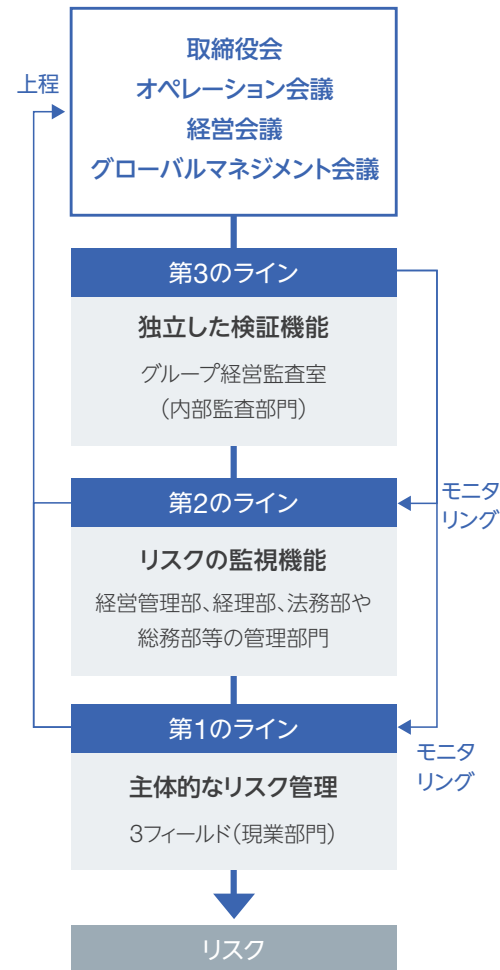 取締役会
オペレーション会議
経営会議
グローバルマネジメント会議
上程
第3のライン
独立した検証機能
グループ経営監査室
（内部監査部門）
第2のライン
モニタ
リング
リスクの監視機能
経営管理部、経理部、法務部や
総務部等の管理部門
第1のライン
モニタ
リング
主体的なリスク管理
3フィールド（現業部門）
リスク